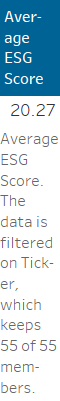 Aver-
age
ESG
Score
20.27
Average
ESG
Score.
The
data is
filtered
on Tick-
er,
which
keeps
55 of 55
mem-
bers.